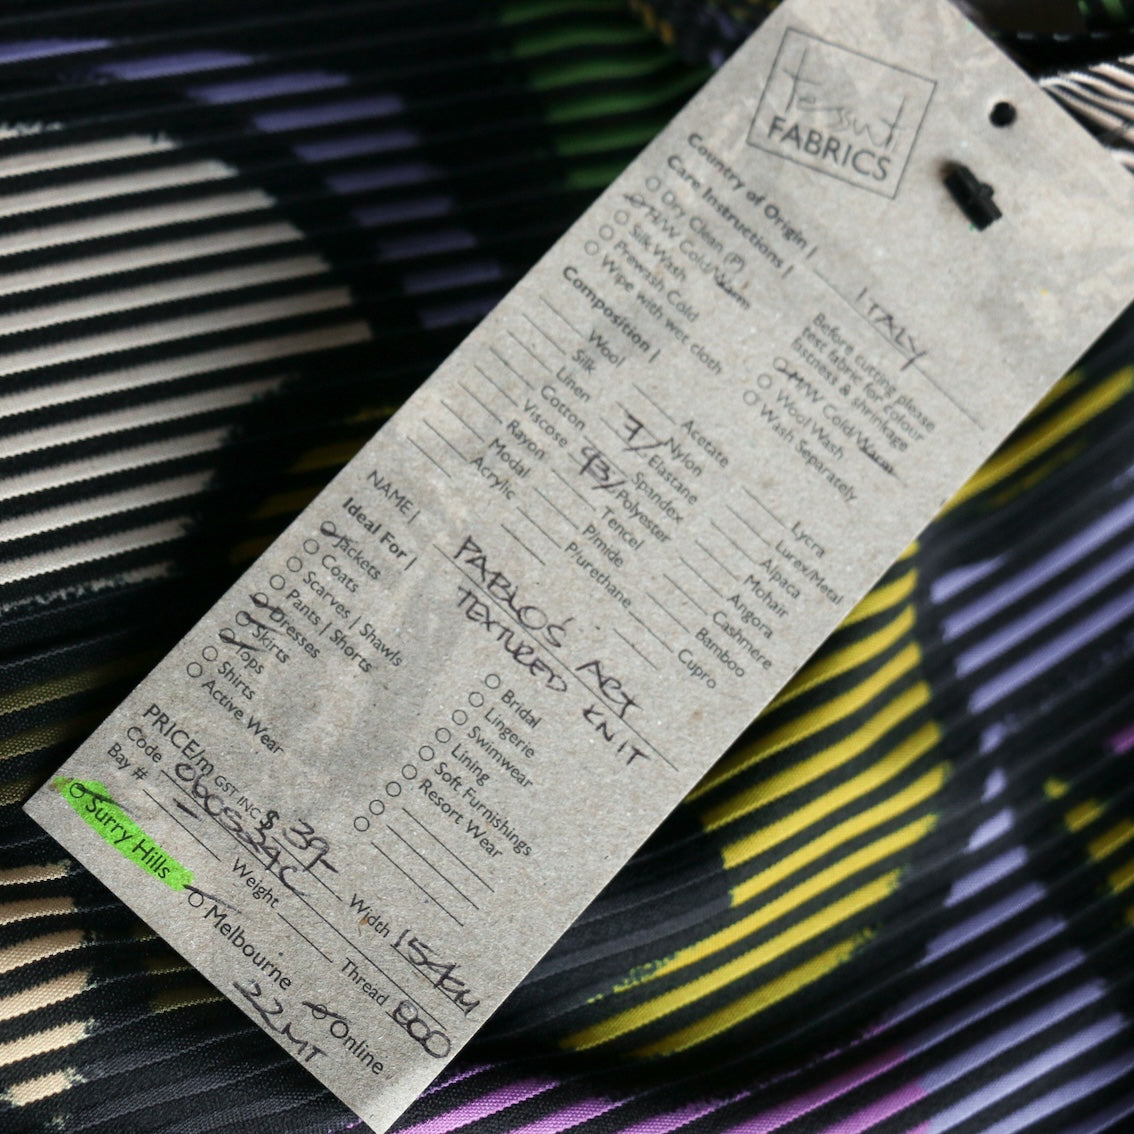 tessuti
FABRICS
Country of Origin | ITALY
Care Instructions |
Dry Clean (P)
HW Cold/Warm
Silk Wash
Prewash Cold
Wipe with wet cloth
Before cutting please
test fabric for colour
fastness & shrinkage
MW Cold/Warm
Wool Wash
Wash Separately
Composition |
Wool
Silk
Linen
Cotton
Viscose
Rayon
Modal
Acrylic
Acetate
Nylon
7/ Elastane
Spandex
93/ Polyester
Tencel
P/mide
P/urethane
Lycra
Lurex/Metal
Alpaca
Mohair
Angora
Cashmere
Bamboo
Cupro
NAME | PABLO'S ART
TEXTURED KNIT
Ideal For |
Jackets
Coats
Scarves | Shawls
Pants | Shorts
Dresses
Skirts
Tops
Shirts
Active Wear
Bridal
Lingerie
Swimwear
Lining
Soft Furnishings
Resort Wear
PRICE/m GST INC $ 39-
Code Width
Bay # Weight Thread 800
Surry Hills Melbourne Online
22MT